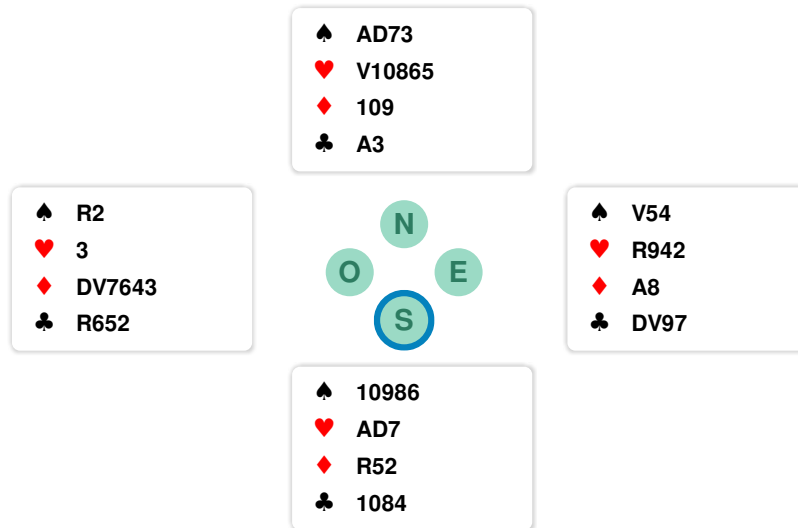 ♠ AD73
♥ V10865
♦ 109
♣ A3
♠ R2
♥ 3
♦ DV7643
♣ R652
N
O E
S
♠ V54
♥ R942
♦ A8
♣ DV97
♠ 10986
♥ AD7
♦ R52
♣ 1084